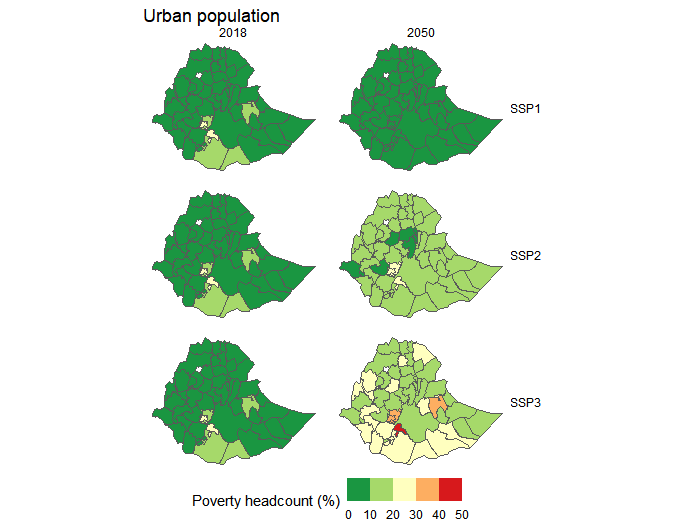 Urban population
2018 2050
SSP1
SSP2
SSP3
Poverty headcount (%)
0 10 20 30 40 50